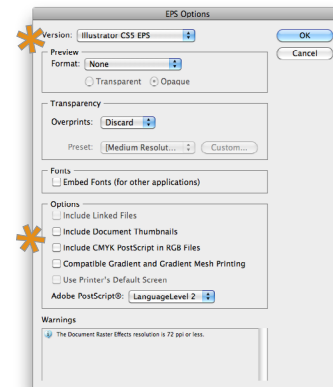 EPS Options
Version: Illustrator CS5 EPS
OK
Cancel
Preview
Format: None
Transparent Opaque
Transparency
Overprints: Discard
Preset: [Medium Resolut... Custom...
Fonts
Embed Fonts (for other applications)
Options
Include Linked Files
Include Document Thumbnails
Include CMYK PostScript in RGB Files
Compatible Gradient and Gradient Mesh Printing
Use Printer's Default Screen
Adobe PostScript®: LanguageLevel 2
Warnings
The Document Raster Effects resolution is 72 ppi or less.